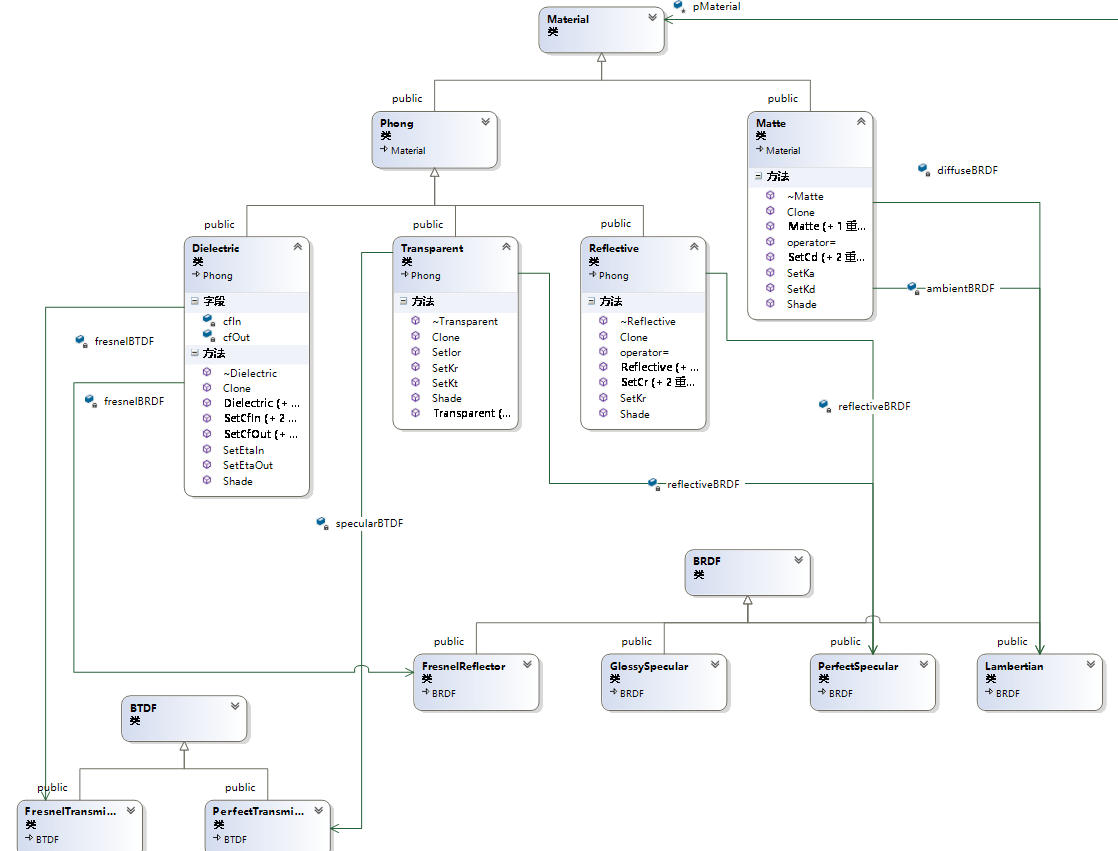 pMaterial
Material
类
public
public
Phong
类
Material
Matte
类
Material
方法
~Matte
Clone
Matte (+ 1 重...
operator=
SetCd (+ 2 重...
SetKa
SetKd
Shade
diffuseBRDF
ambientBRDF
public
public
public
Dielectric
类
Phong
字段
cfIn
cfOut
方法
~Dielectric
Clone
Dielectric (+ ...
SetCfIn (+ 2 ...
SetCfOut (+ ...
SetEtaIn
SetEtaOut
Shade
Transparent
类
Phong
方法
~Transparent
Clone
SetIor
SetKr
SetKt
Shade
Transparent (...
Reflective
类
Phong
方法
~Reflective
Clone
operator=
Reflective (+ ...
SetCr (+ 2 重...
SetKr
Shade
fresnelBTDF
fresnelBRDF
reflectiveBRDF
reflectiveBRDF
specularBTDF
BRDF
类
public
public
public
public
FresnelReflector
类
BRDF
GlossySpecular
类
BRDF
PerfectSpecular
类
BRDF
Lambertian
类
BRDF
BTDF
类
public
public
FresnelTransmi...
类
BTDF
PerfectTransmi...
类
BTDF